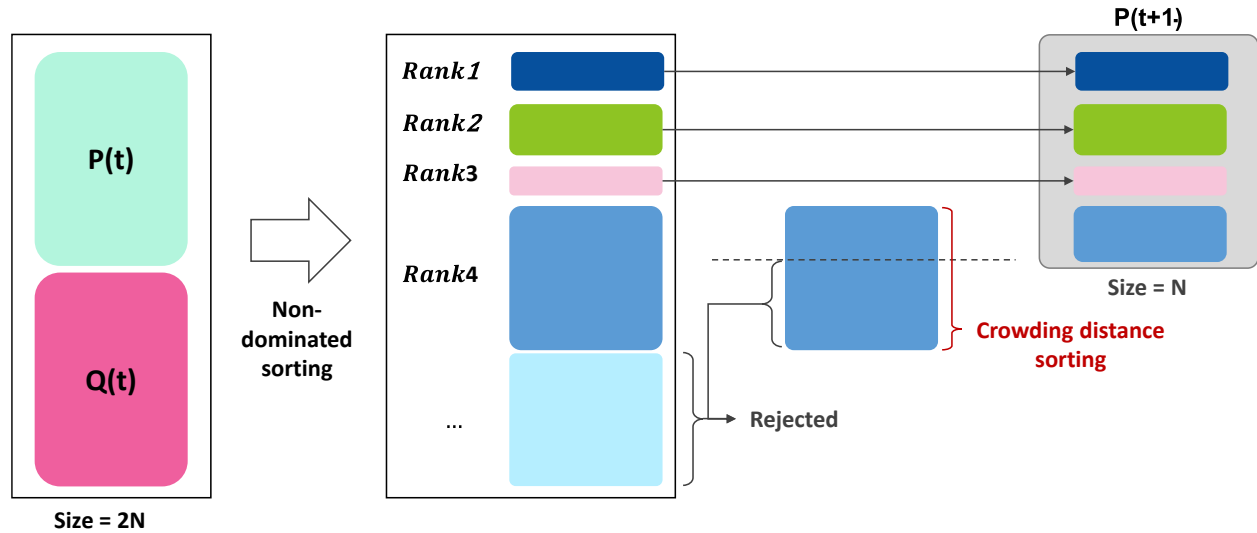 P(t+1)
Rank1
Rank2
Rank3
P(t)
Rank4
Size = N
Non-
dominated
sorting
Crowding distance
sorting
Q(t)
...
Rejected
Size = 2N